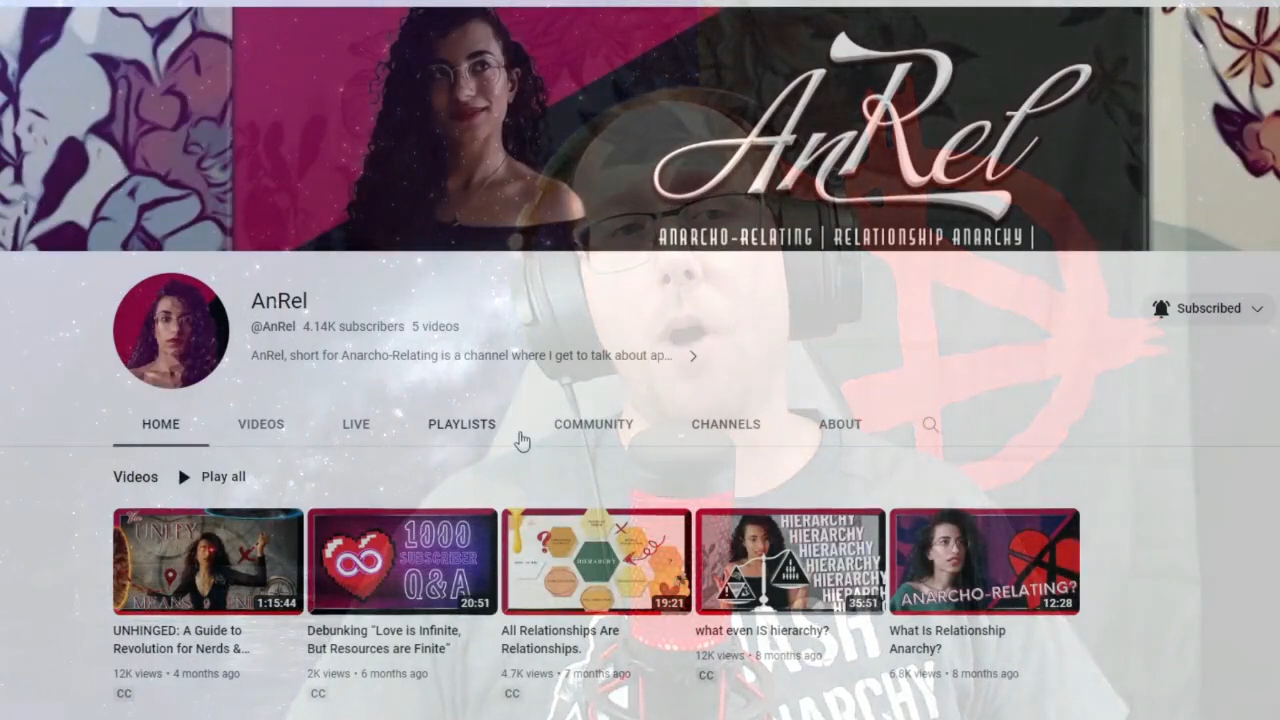 AnRel
ANARCHO-RELATING | RELATIONSHIP ANARCHY |
AnRel
@AnRel 4.14K subscribers 5 videos
AnRel, short for Anarcho-Relating is a channel where I get to talk about ap...
Subscribed
HOME VIDEOS LIVE PLAYLISTS COMMUNITY CHANNELS ABOUT
Videos Play all
UNITY
MEANS
1:15:44
1000
SUBSCRIBER
Q&A
20:51
HIERARCHY
19:21
HIERARCHY
HIERARCHY
HIERARCHY
HIERARCHY
HIERARCHY
35:51
ANARCHO-RELATING?
12:28
UNHINGED: A Guide to
Revolution for Nerds &...
12K views • 4 months ago
CC
Debunking "Love is Infinite,
But Resources are Finite"
2K views • 6 months ago
CC
All Relationships Are
Relationships.
4.7K views • 7 months ago
CC
what even IS hierarchy?
12K views • 8 months ago
CC
What Is Relationship
Anarchy?
6.8K views • 8 months ago